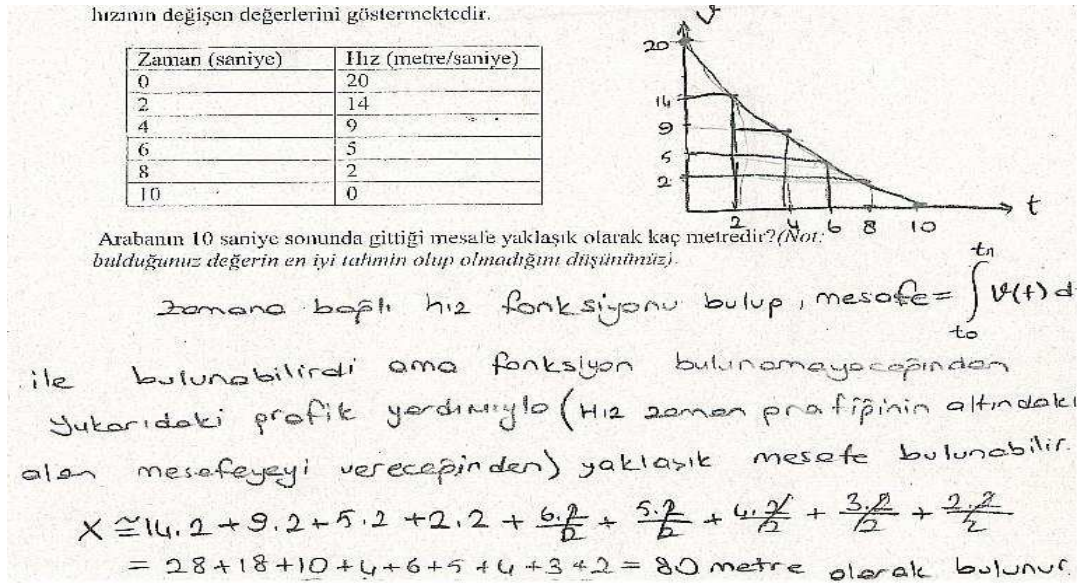 hızının değişen değerlerini göstermektedir.
Zaman (saniye) Hız (metre/saniye)
0 20
2 14
4 9
6 5
8 2
10 0
v
20
14
9
5
2
2 4 6 8 10 t
Arabanın 10 saniye sonunda gittiği mesafe yaklaşık olarak kaç metredir? (Not:
bulduğunuz değerin en iyi tahmin olup olmadığını düşününüz).
zamana bağlı hız fonksiyonu bulup, mesafe = ∫ t₀ tₙ v(t) d
ile bulunabilirdi ama fonksiyon bulunamayacağından
yukarıdaki grafik yardımıyla (Hız zaman grafiğinin altındaki
alan mesafeyeyi vereceğinden) yaklaşık mesafe bulunabilir.
X ≅ 14.2 + 9.2 + 5.2 + 2.2 + 6.2/2 + 5.2/2 + 4.2/2 + 3.2/2 + 2.2/2
= 28+18+10+4+6+5+4+3+2 = 80 metre olarak bulunur.